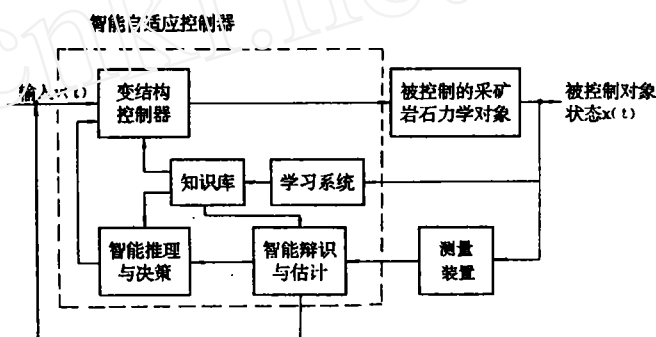 智能自适应控制器
输入
变结构
控制器
被控制的采矿
岩石力学对象
被控制对象
状态x(t)
知识库
学习系统
智能推理
与决策
智能辩识
与估计
测量
装置